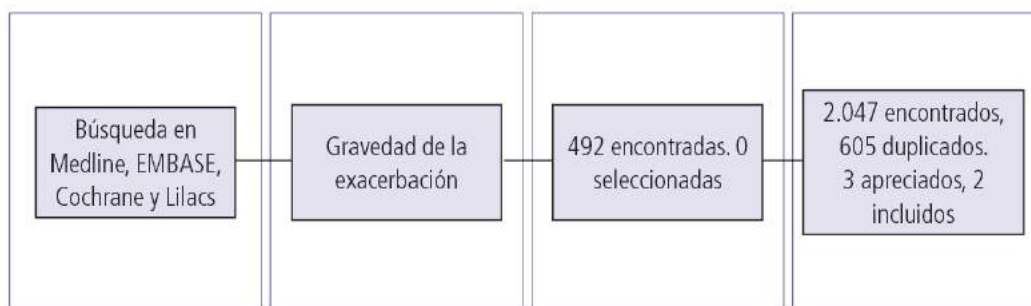 Búsqueda en
Medline, EMBASE,
Cochrane y Lilacs
Gravedad de la
exacerbación
492 encontradas. 0
seleccionadas
2.047 encontrados,
605 duplicados.
3 apreciados, 2
incluidos